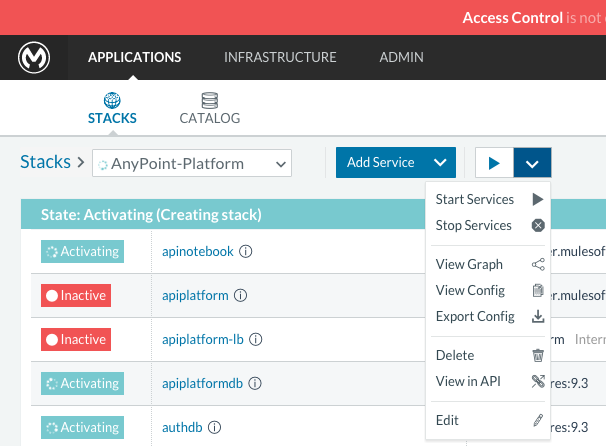 Access Control is not
APPLICATIONS INFRASTRUCTURE ADMIN
STACKS CATALOG
Stacks > AnyPoint-Platform Add Service
Start Services
Stop Services
View Graph
View Config
Export Config
Delete
View in API
Edit
State: Activating (Creating stack)
Activating apinotebook er.mulesof
Inactive apiplatform er.mulesof
Inactive apiplatform-lb rm Intern
Activating apiplatformdb res:9.3
Activating authdb res:9.3